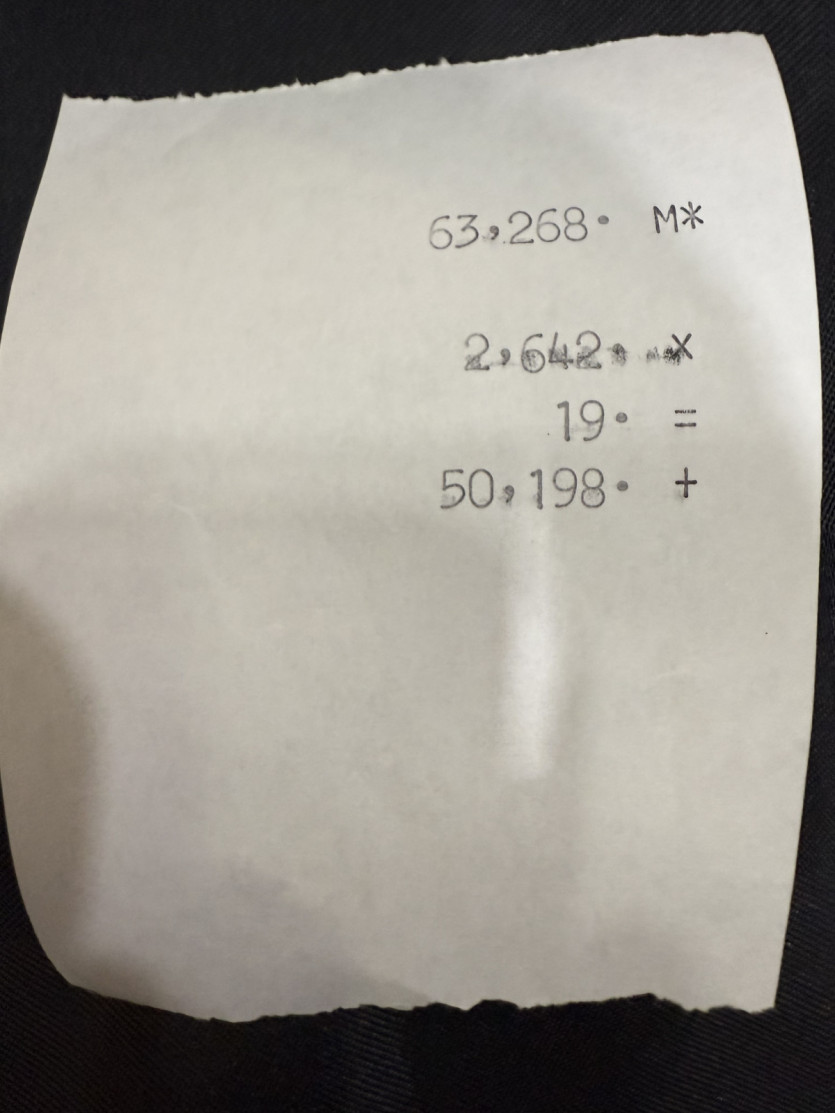 63,268. M*
2,642. x
19. =
50,198. +